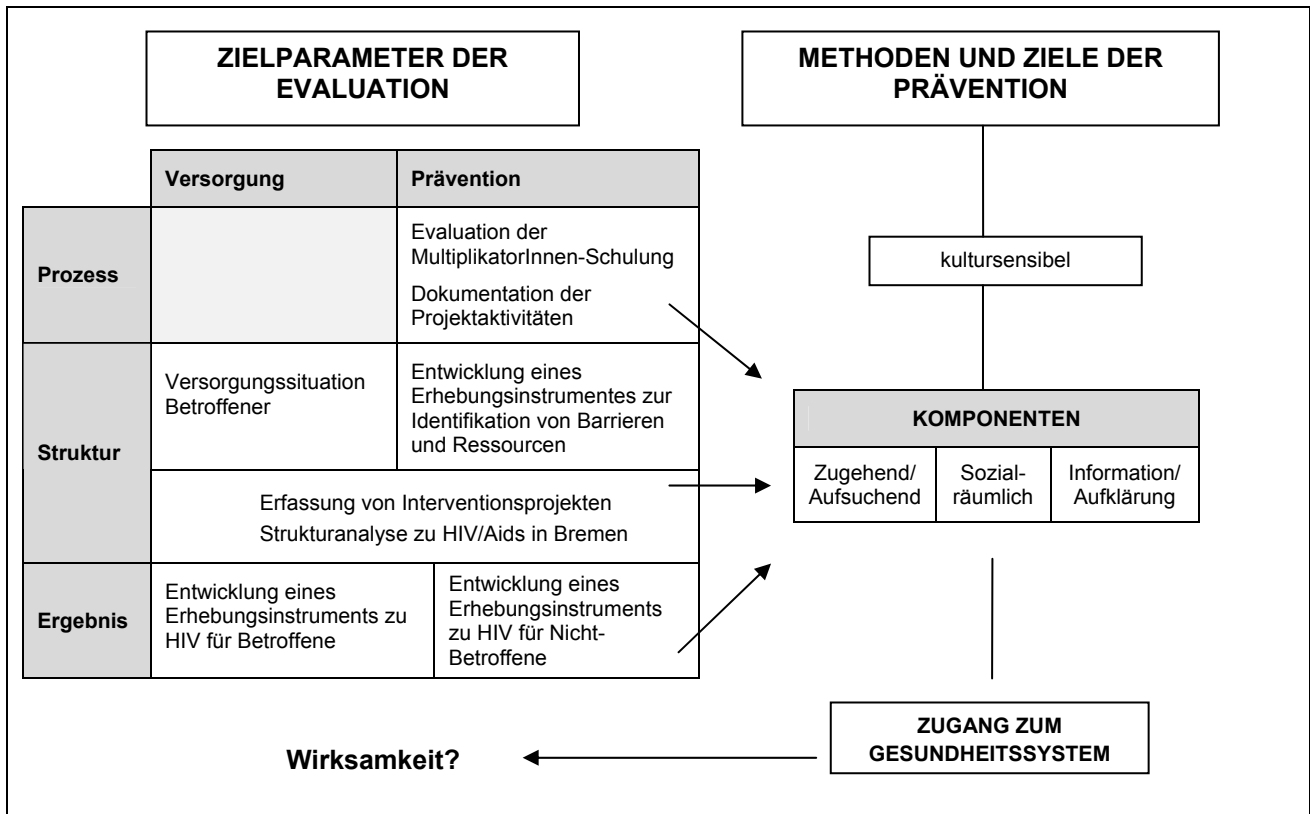 ZIELPARAMETER DER
EVALUATION
METHODEN UND ZIELE DER
PRÄVENTION
Versorgung
Prävention
Prozess
Evaluation der
MultiplikatorInnen-Schulung
Dokumentation der
Projektaktivitäten
kultursensibel
Struktur
Versorgungssituation
Betroffener
Entwicklung eines
Erhebungsinstrumentes zur
Identifikation von Barrieren
und Ressourcen
Erfassung von Interventionsprojekten
Strukturanalyse zu HIV/Aids in Bremen
KOMPONENTEN
Zugehend/
Aufsuchend
Sozial-
räumlich
Information/
Aufklärung
Ergebnis
Entwicklung eines
Erhebungsinstruments zu
HIV für Betroffene
Entwicklung eines
Erhebungsinstruments
zu HIV für Nicht-
Betroffene
ZUGANG ZUM
GESUNDHEITSSYSTEM
Wirksamkeit?